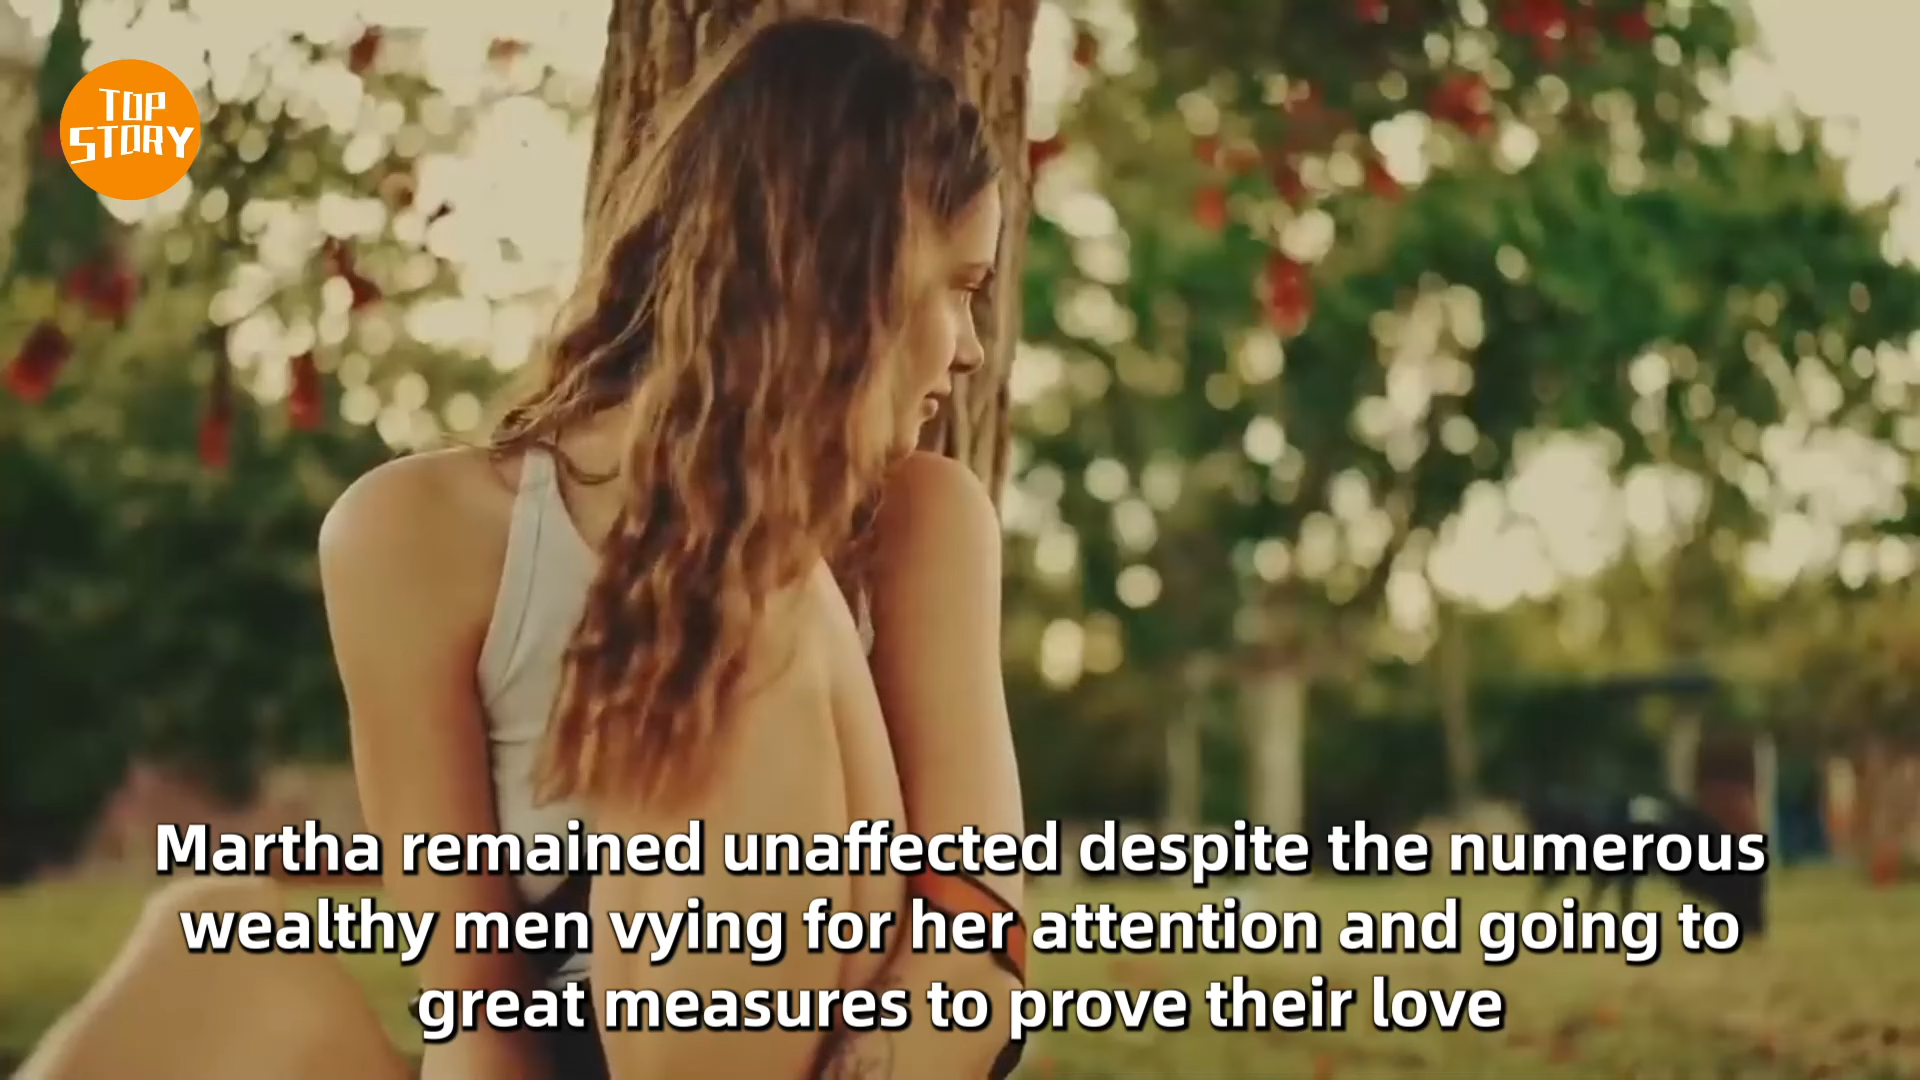 TOP
STORY
Martha remained unaffected despite the numerous
wealthy men vying for her attention and going to
great measures to prove their love